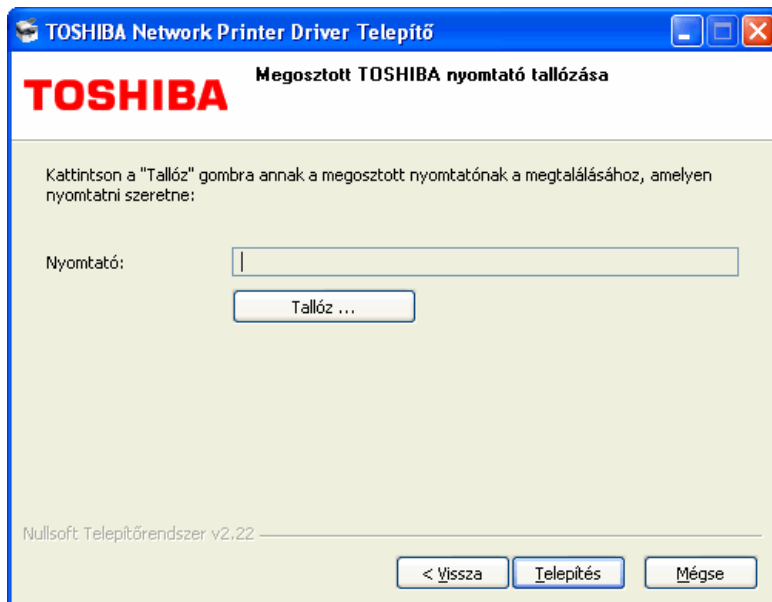 TOSHIBA Network Printer Driver Telepítő
TOSHIBA
Megosztott TOSHIBA nyomtató tallózása
Kattintson a "Tallóz" gombra annak a megosztott nyomtatónak a megtalálásához, amelyen
nyomtatni szeretne:
Nyomtató:
Tallóz ...
Nullsoft Telepítőrendszer v2.22
< Vissza
Telepítés
Mégse